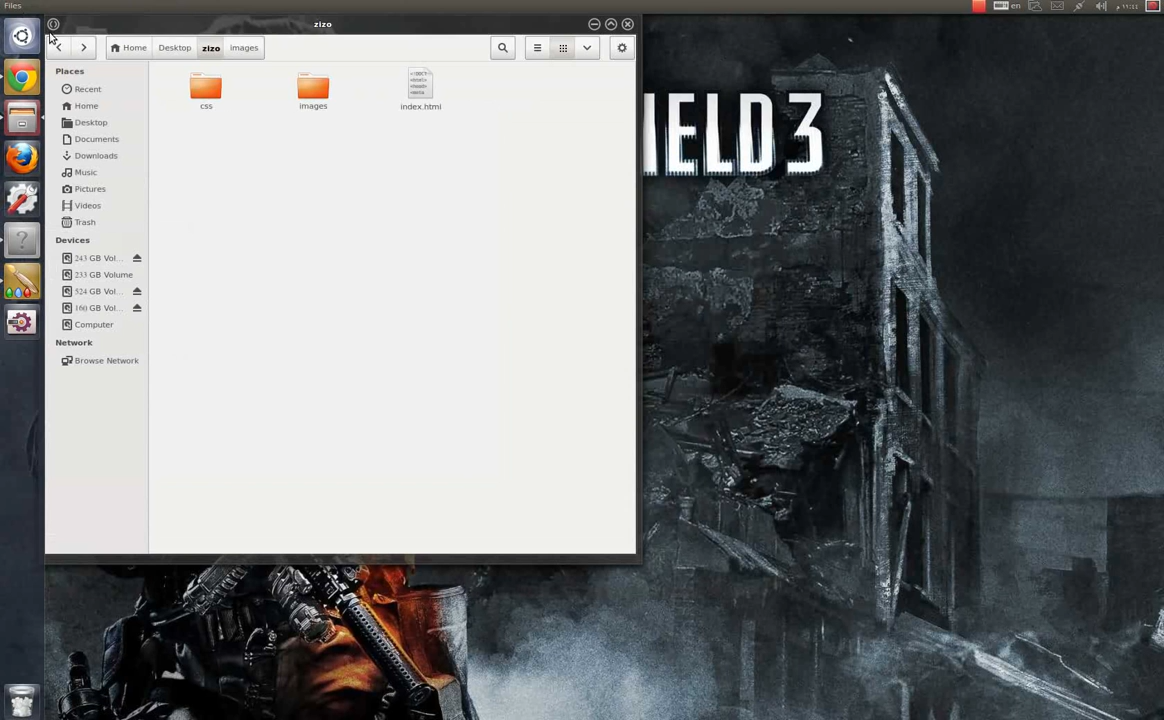 Files
en
zizo
Home
Desktop
zizo
images
Places
Recent
Home
Desktop
Documents
Downloads
Music
Pictures
Videos
Trash
Devices
243 GB Vol...
233 GB Volume
524 GB Vol...
160 GB Vol...
Computer
Network
Browse Network
css
images
index.html
IELD 3